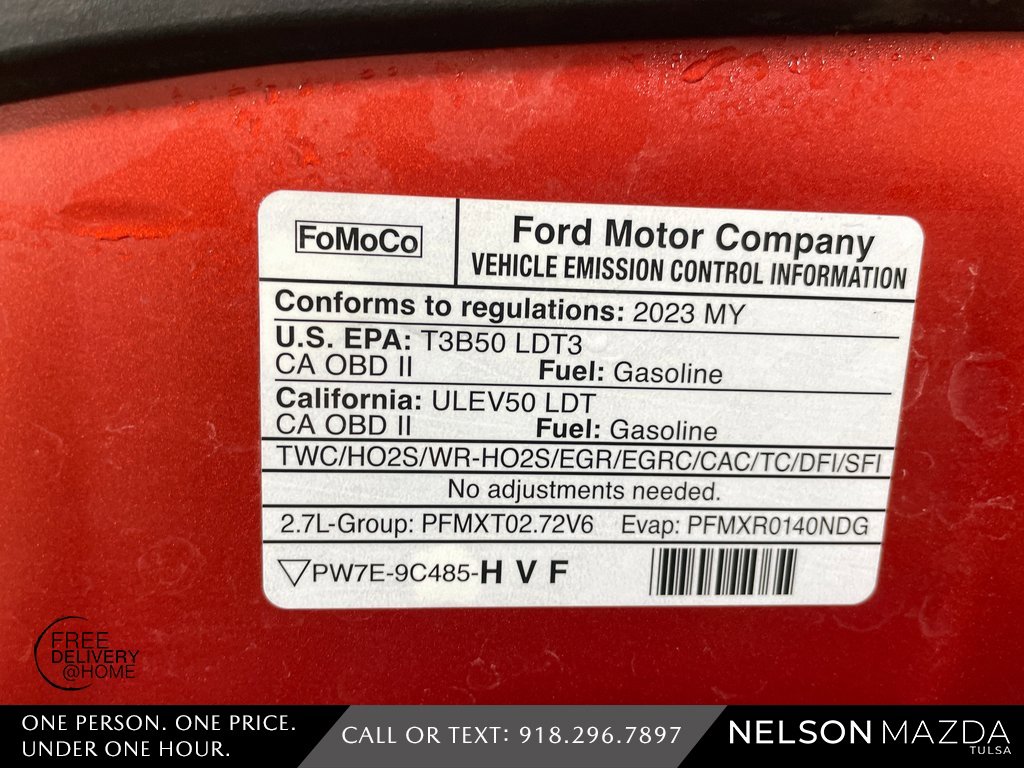 FoMoCo
Ford Motor Company
VEHICLE EMISSION CONTROL INFORMATION
Conforms to regulations: 2023 MY
U.S. EPA: T3B50 LDT3
CA OBD II Fuel: Gasoline
California: ULEV50 LDT
CA OBD II Fuel: Gasoline
TWC/HO2S/WR-HO2S/EGR/EGRC/CAC/TC/DFI/SFI
No adjustments needed.
2.7L-Group: PFMXT02.72V6 Evap: PFMXR0140NDG
PW7E-9C485-H V F
FREE
DELIVERY
@HOME
ONE PERSON. ONE PRICE.
UNDER ONE HOUR.
CALL OR TEXT: 918.296.7897
NELSON MAZDA
TULSA